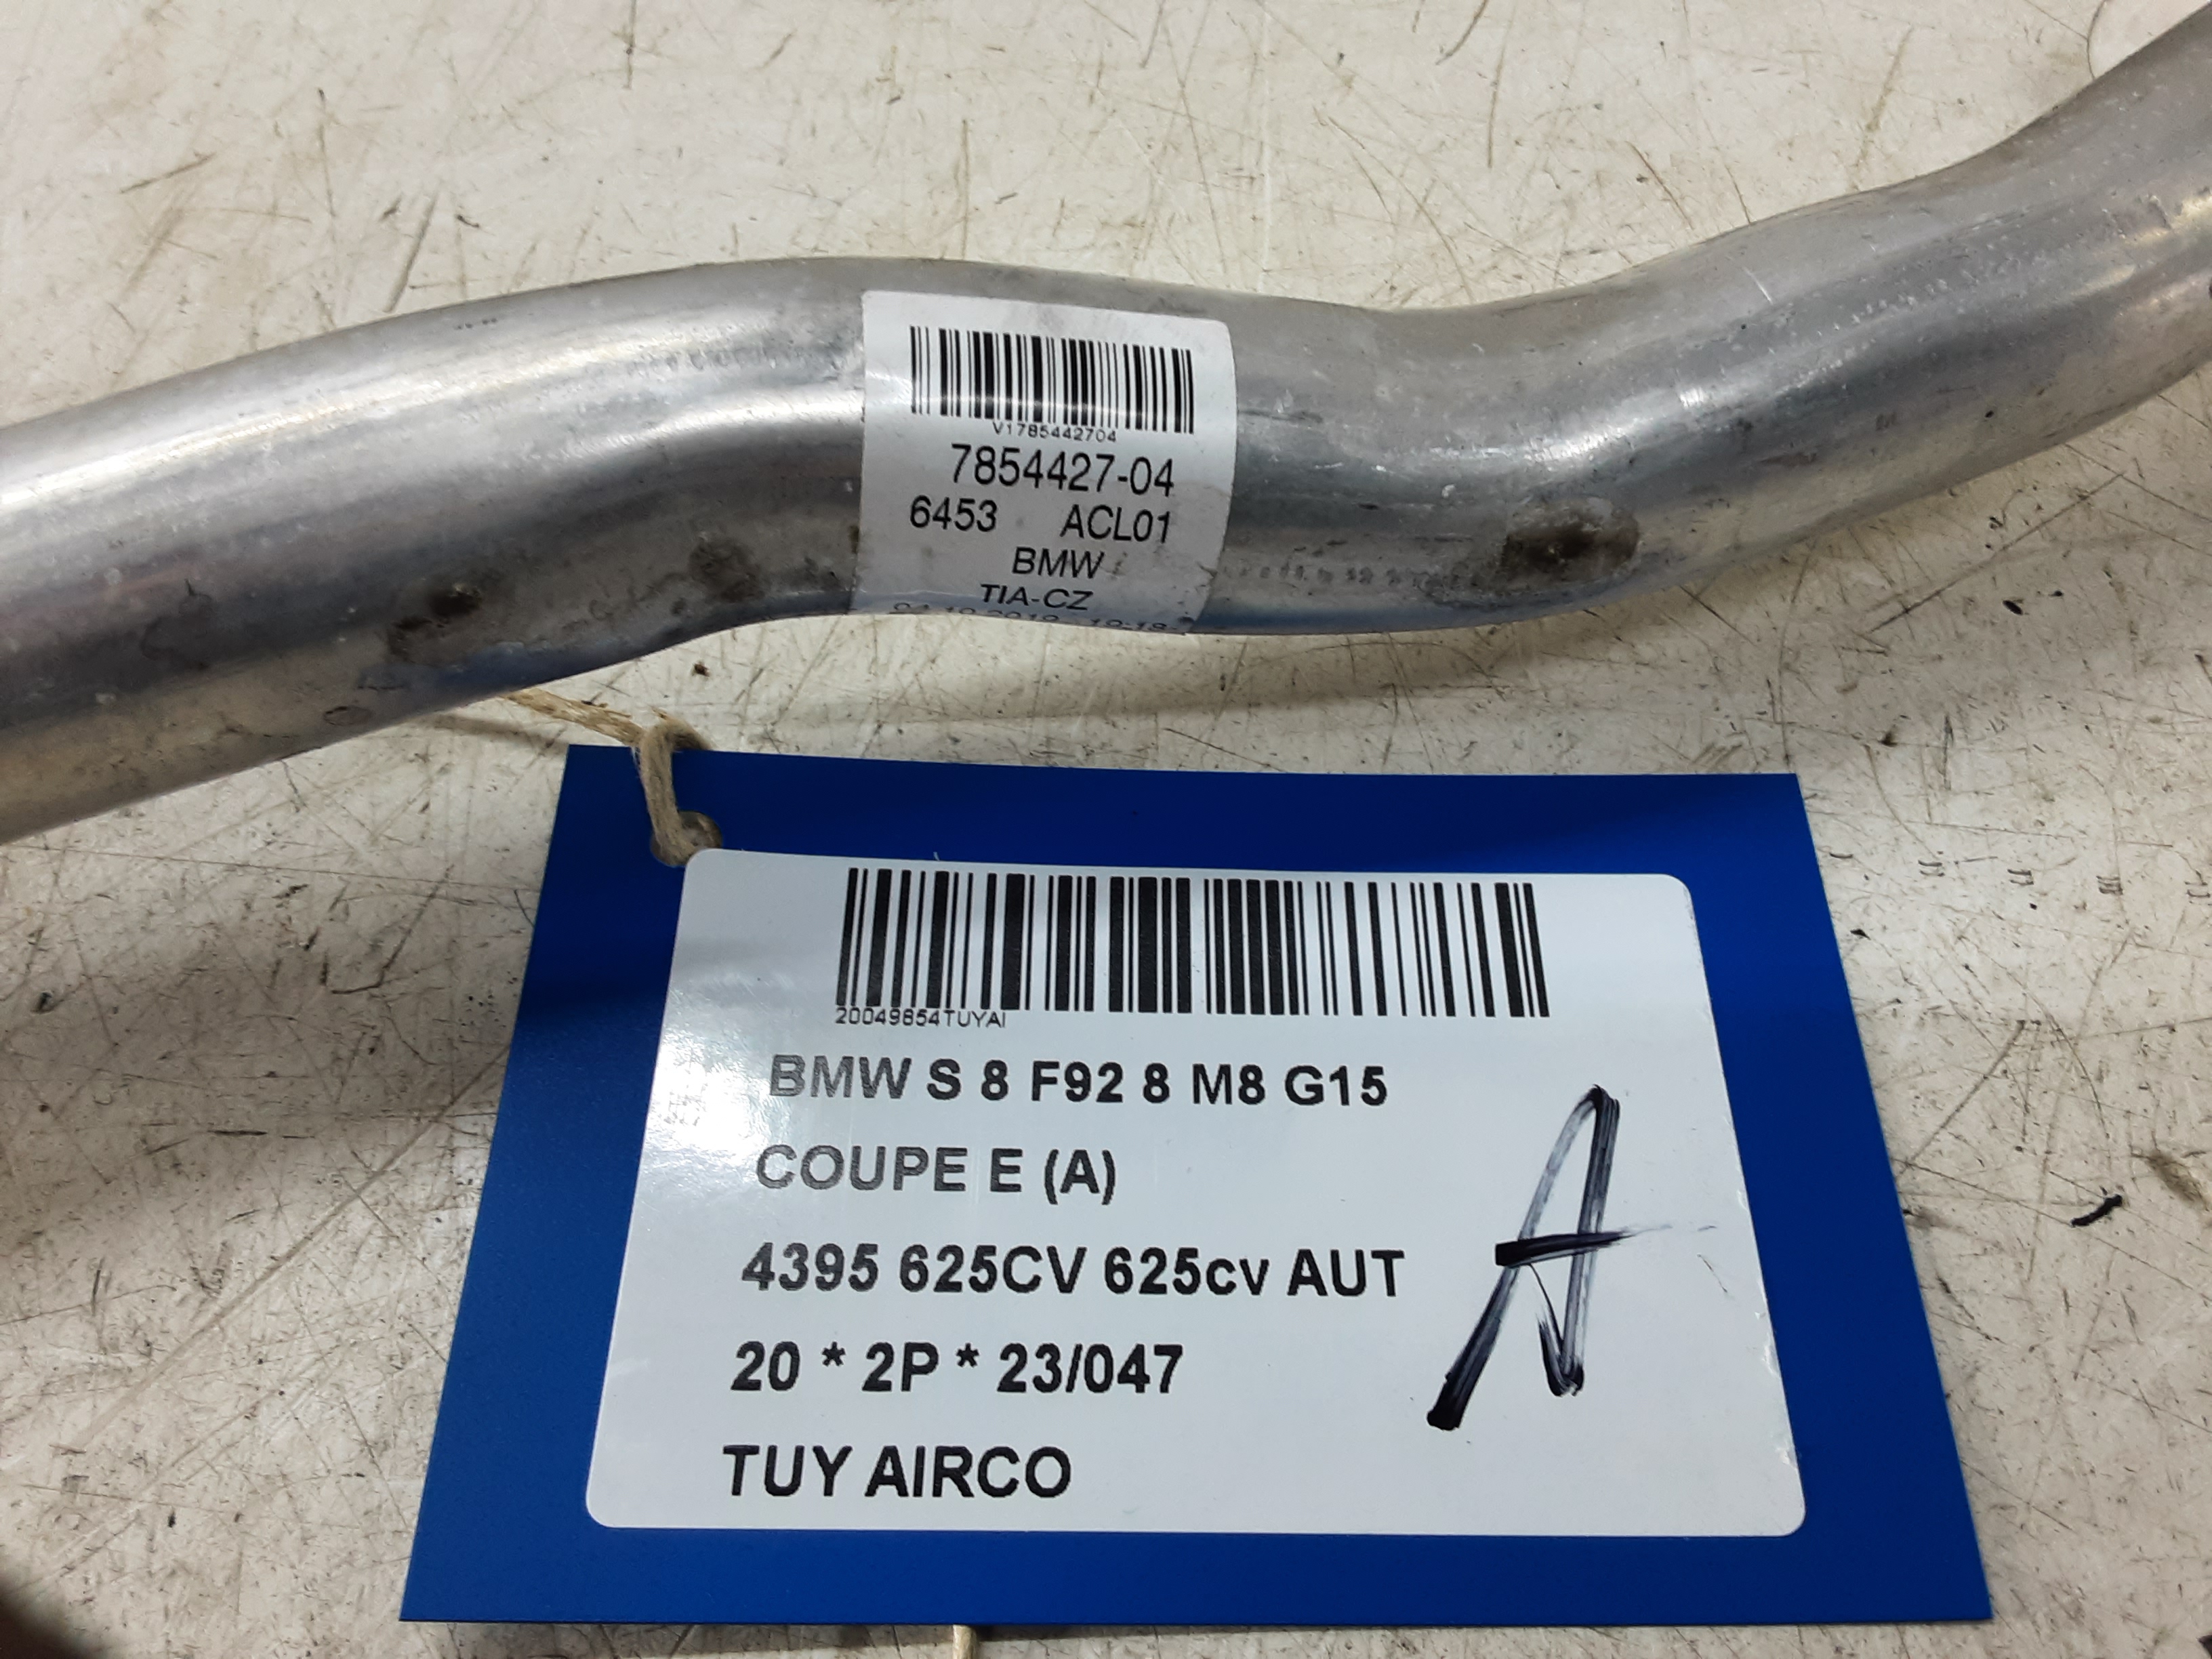 V1785442704
7854427-04
6453 ACL01
BMW
TIA-CZ
20049854TUYAI
BMW S 8 F92 8 M8 G15
COUPE E (A)
4395 625CV 625cv AUT
20 * 2P * 23/047
TUY AIRCO
A